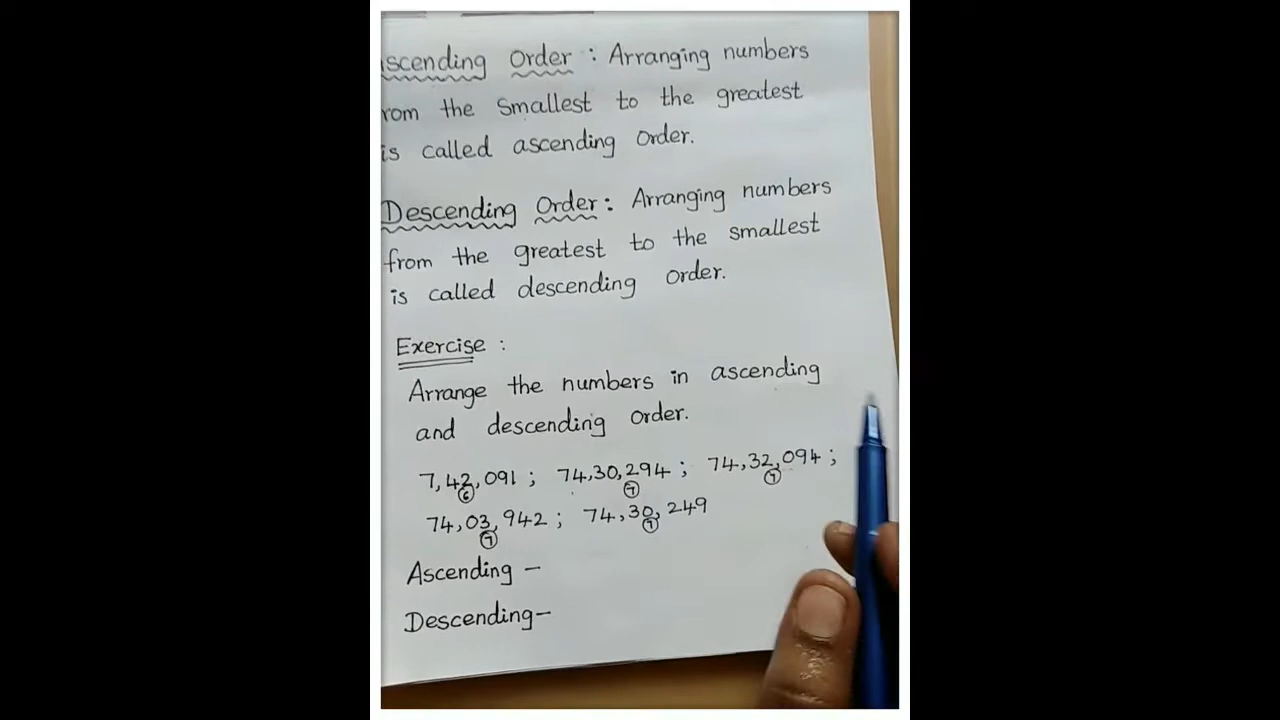 scending Order : Arranging numbers
rom the smallest to the greatest
is called ascending order.
Descending Order : Arranging numbers
from the greatest to the smallest
is called descending order.
Exercise :
Arrange the numbers in ascending
and descending order.
7,42,091 ; 74,30,294 ; 74,32,094 ;
6 7 7
74,03,942 ; 74,30,249
7 7
Ascending -
Descending-